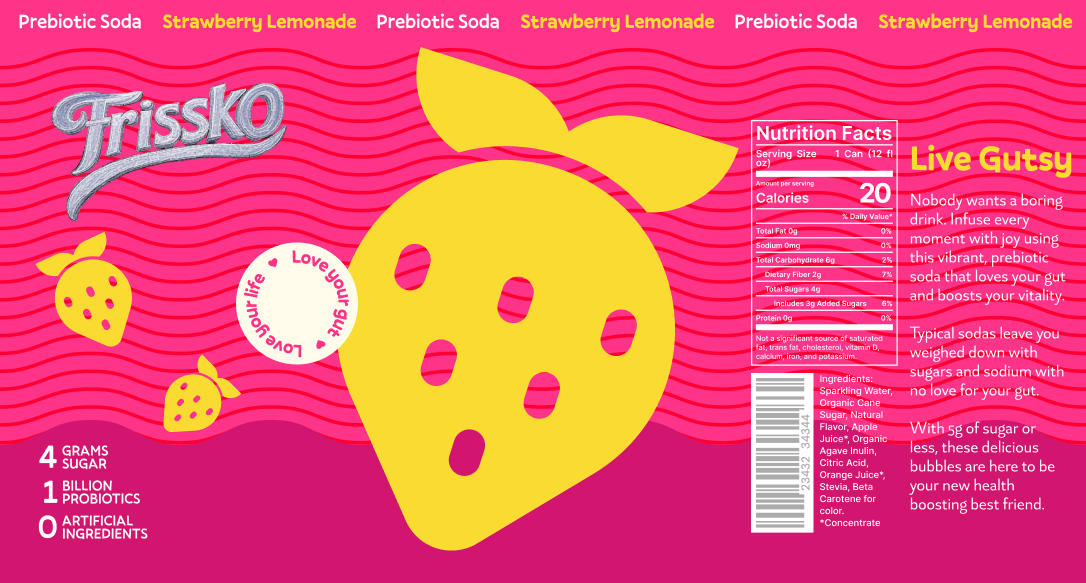 Prebiotic Soda Strawberry Lemonade Prebiotic Soda Strawberry Lemonade Prebiotic Soda Strawberry Lemonade
Frissko
Love your gut ♥ Love your life ♥
4 GRAMS
SUGAR
1 BILLION
PROBIOTICS
0 ARTIFICIAL
INGREDIENTS
Nutrition Facts
Serving Size 1 Can (12 fl
oz)
Amount per serving
Calories 20
% Daily Value*
Total Fat 0g 0%
Sodium 0mg 0%
Total Carbohydrate 6g 2%
Dietary Fiber 2g 7%
Total Sugars 4g
Includes 3g Added Sugars 6%
Protein 0g 0%
Not a significant source of saturated
fat, trans fat, cholesterol, vitamin D,
calcium, iron, and potassium.
23432 34344
Ingredients:
Sparkling Water,
Organic Cane
Sugar, Natural
Flavor, Apple
Juice*, Organic
Agave Inulin,
Citric Acid,
Orange Juice*,
Stevia, Beta
Carotene for
color.
*Concentrate
Live Gutsy
Nobody wants a boring
drink. Infuse every
moment with joy using
this vibrant, prebiotic
soda that loves your gut
and boosts your vitality.
Typical sodas leave you
weighed down with
sugars and sodium with
no love for your gut.
With 5g of sugar or
less, these delicious
bubbles are here to be
your new health
boosting best friend.